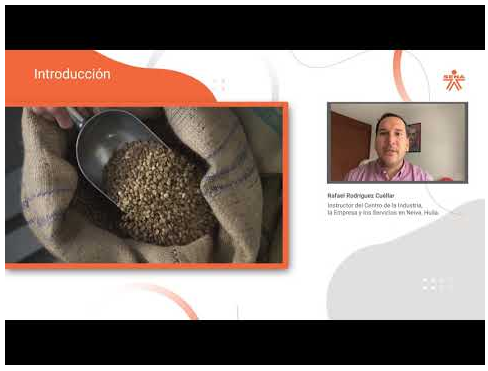 Introducción
SENA
Rafael Rodríguez Cuéllar
Instructor del Centro de la Industria,
la Empresa y los Servicios en Neiva, Huila.